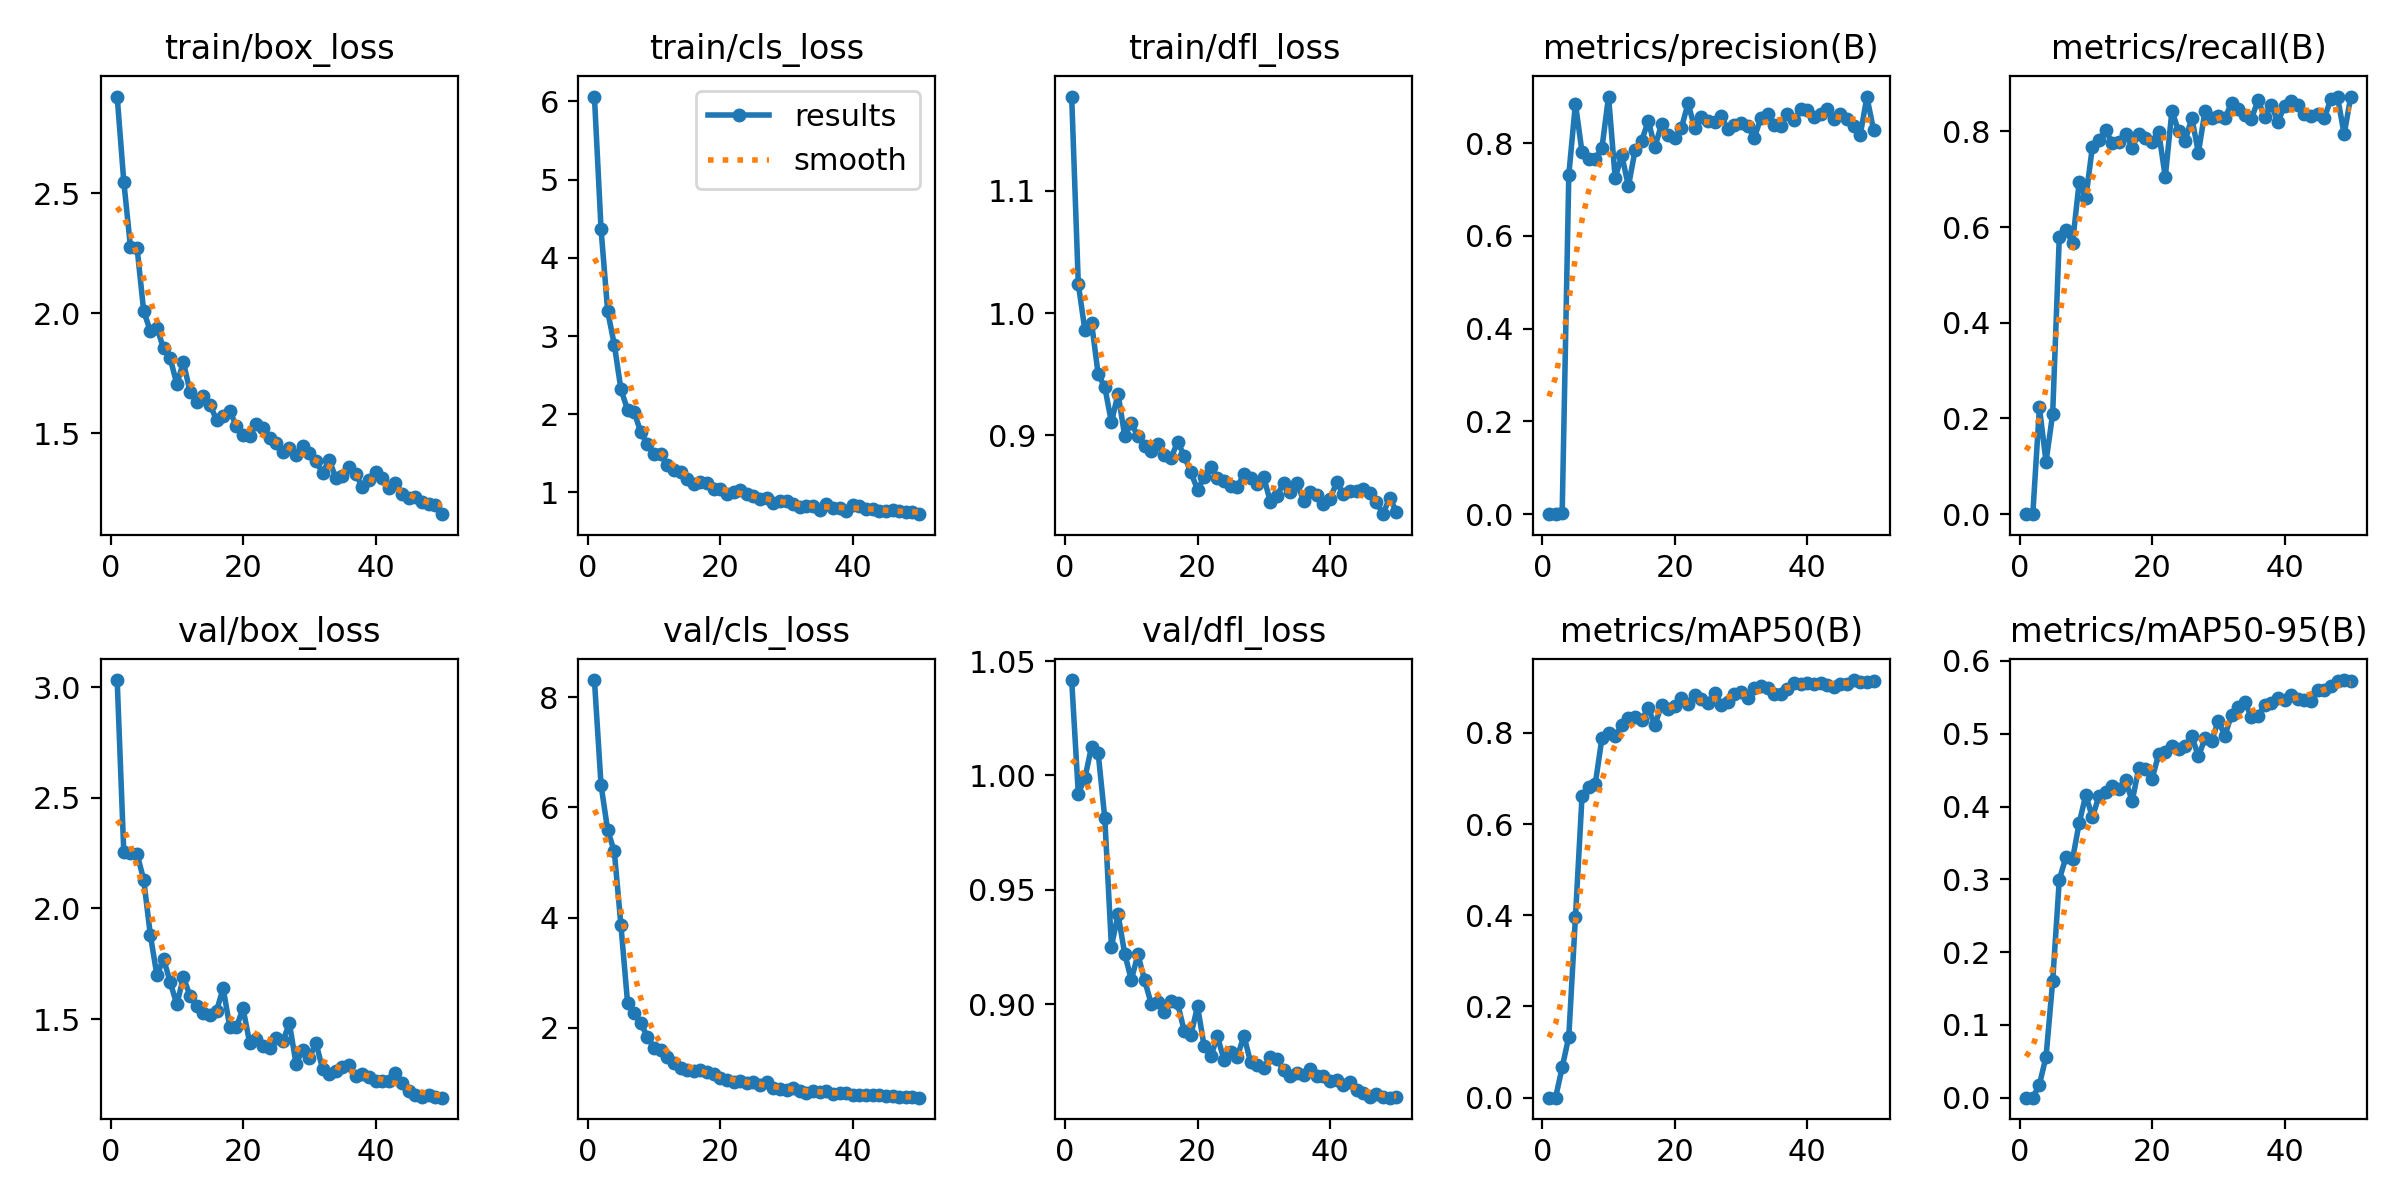 train/box_loss
2.5
2.0
1.5
0 20 40
train/cls_loss
results
smooth
6
5
4
3
2
1
0 20 40
train/dfl_loss
1.1
1.0
0.9
0 20 40
metrics/precision(B)
0.8
0.6
0.4
0.2
0.0
0 20 40
metrics/recall(B)
0.8
0.6
0.4
0.2
0.0
0 20 40
val/box_loss
3.0
2.5
2.0
1.5
0 20 40
val/cls_loss
8
6
4
2
0 20 40
val/dfl_loss
1.05
1.00
0.95
0.90
0 20 40
metrics/mAP50(B)
0.8
0.6
0.4
0.2
0.0
0 20 40
metrics/mAP50-95(B)
0.6
0.5
0.4
0.3
0.2
0.1
0.0
0 20 40